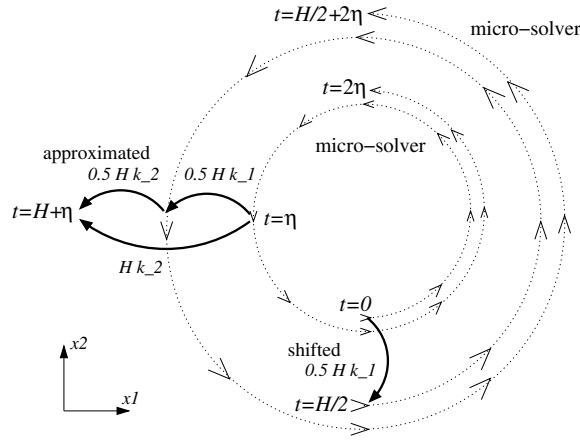 t=H/2+2η
micro−solver
t=2η
micro−solver
approximated
0.5 H k_2
0.5 H k_1
t=H+η
t=η
H k_2
t=0
shifted
0.5 H k_1
x2
t=H/2
x1